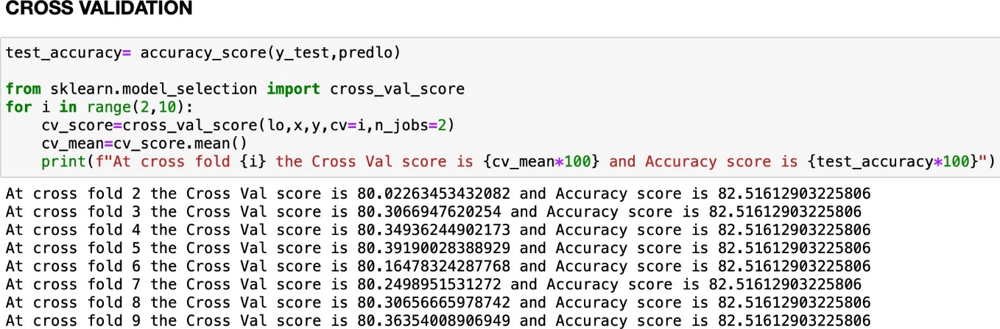 CROSS VALIDATION
test_accuracy= accuracy_score(y_test,predlo)
from sklearn.model_selection import cross_val_score
for i in range(2,10):
    cv_score=cross_val_score(lo,x,y,cv=i,n_jobs=2)
    cv_mean=cv_score.mean()
    print(f"At cross fold {i} the Cross Val score is {cv_mean*100} and Accuracy score is {test_accuracy*100}")
At cross fold 2 the Cross Val score is 80.02263453432082 and Accuracy score is 82.51612903225806
At cross fold 3 the Cross Val score is 80.3066947620254 and Accuracy score is 82.51612903225806
At cross fold 4 the Cross Val score is 80.34936244902173 and Accuracy score is 82.51612903225806
At cross fold 5 the Cross Val score is 80.39190028388929 and Accuracy score is 82.51612903225806
At cross fold 6 the Cross Val score is 80.16478324287768 and Accuracy score is 82.51612903225806
At cross fold 7 the Cross Val score is 80.2498951531272 and Accuracy score is 82.51612903225806
At cross fold 8 the Cross Val score is 80.30656665978742 and Accuracy score is 82.51612903225806
At cross fold 9 the Cross Val score is 80.36354008906949 and Accuracy score is 82.51612903225806